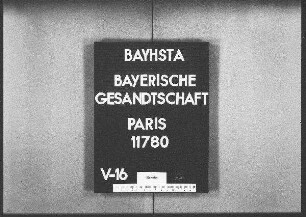 BAYHSTA
BAYERISCHE
GESANDTSCHAFT
PARIS
11780
V-16